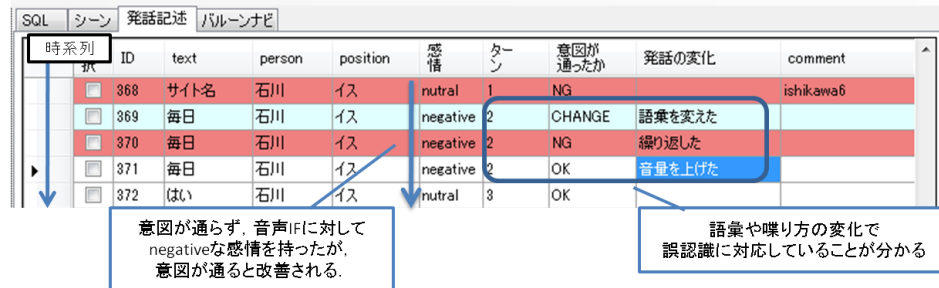 SQL シーン 発話記述 バルーンナビ
時系列
択 ID text person position 感情 ターン 意図が通ったか 発話の変化 comment
368 サイト名 石川 イス nutral 1 NG ishikawa6
369 毎日 石川 イス negative 2 CHANGE 語彙を変えた
370 毎日 石川 イス negative 2 NG 繰り返した
371 毎日 石川 イス negative 2 OK 音量を上げた
372 はい 石川 イス nutral 3 OK
意図が通らず,音声IFに対して
negativeな感情を持ったが,
意図が通ると改善される.
語彙や喋り方の変化で
誤認識に対応していることが分かる